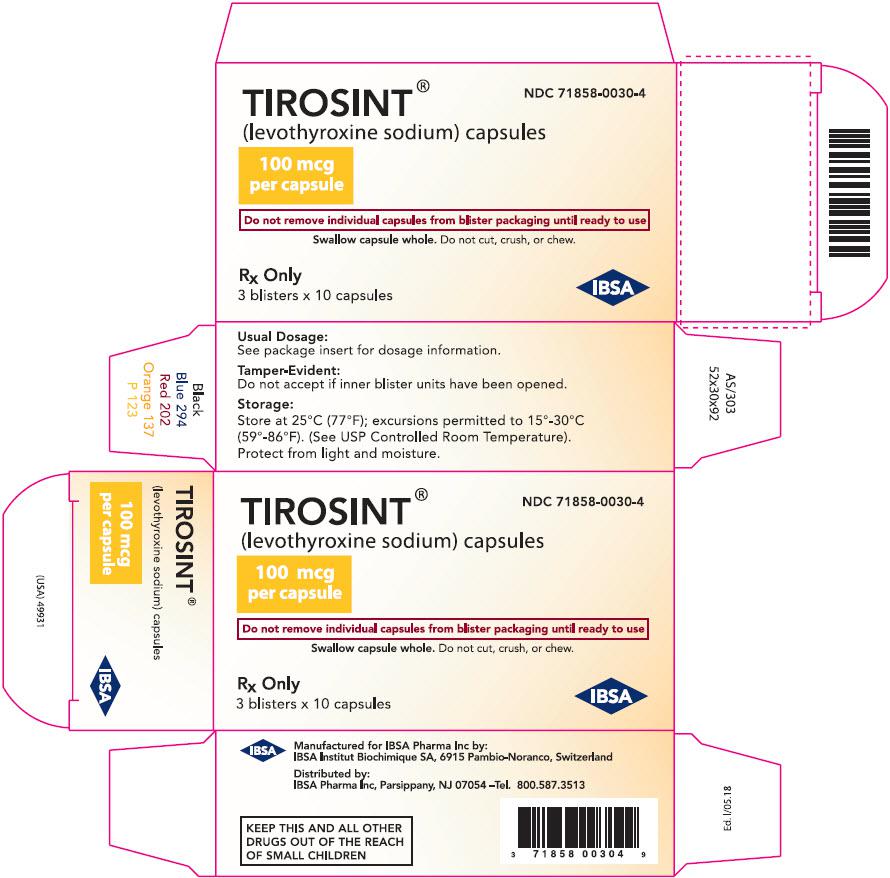 TIROSINT®
NDC 71858-0030-4
(levothyroxine sodium) capsules
100 mcg
per capsule
Do not remove individual capsules from blister packaging until ready to use
Swallow capsule whole. Do not cut, crush, or chew.
Rx Only
3 blisters x 10 capsules
IBSA
Usual Dosage:
See package insert for dosage information.
Tamper-Evident:
Do not accept if inner blister units have been opened.
Storage:
Store at 25°C (77°F); excursions permitted to 15°-30°C
(59°-86°F). (See USP Controlled Room Temperature).
Protect from light and moisture.
Black
Blue 294
Red 202
Orange 137
P 123
AS/303
52x30x92
TIROSINT®
(levothyroxine sodium) capsules
100 mcg
per capsule
IBSA
(USA) 49931
TIROSINT®
NDC 71858-0030-4
(levothyroxine sodium) capsules
100 mcg
per capsule
Do not remove individual capsules from blister packaging until ready to use
Swallow capsule whole. Do not cut, crush, or chew.
Rx Only
3 blisters x 10 capsules
IBSA
IBSA
Manufactured for IBSA Pharma Inc by:
IBSA Institut Biochimique SA, 6915 Pambio-Noranco, Switzerland
Distributed by:
IBSA Pharma Inc, Parsippany, NJ 07054 –Tel. 800.587.3513
KEEP THIS AND ALL OTHER
DRUGS OUT OF THE REACH
OF SMALL CHILDREN
3 71858 00304 9
Ed. I/05.18